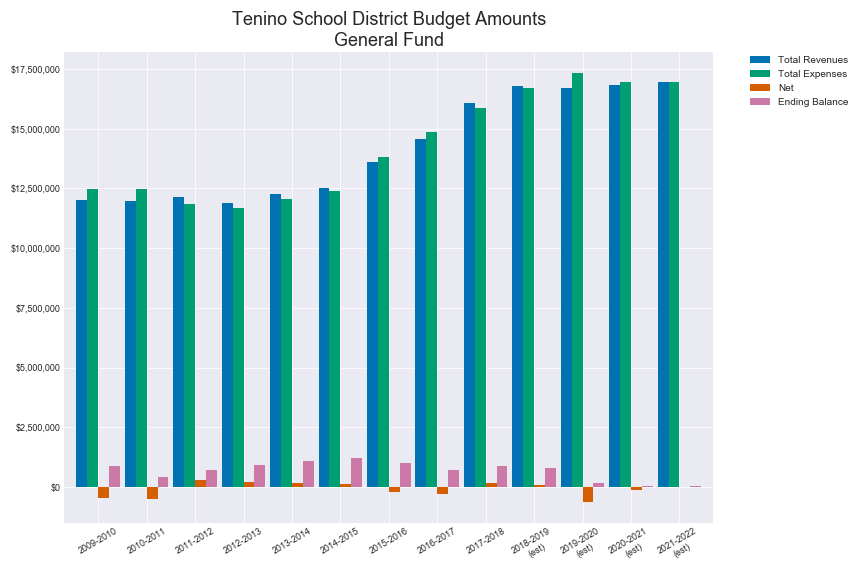 Tenino School District Budget Amounts
General Fund
Total Revenues
Total Expenses
Net
Ending Balance
$17,500,000
$15,000,000
$12,500,000
$10,000,000
$7,500,000
$5,000,000
$2,500,000
$0
2009-2010
2010-2011
2011-2012
2012-2013
2013-2014
2014-2015
2015-2016
2016-2017
2017-2018
2018-2019
(est)
2019-2020
(est)
2020-2021
(est)
2021-2022
(est)